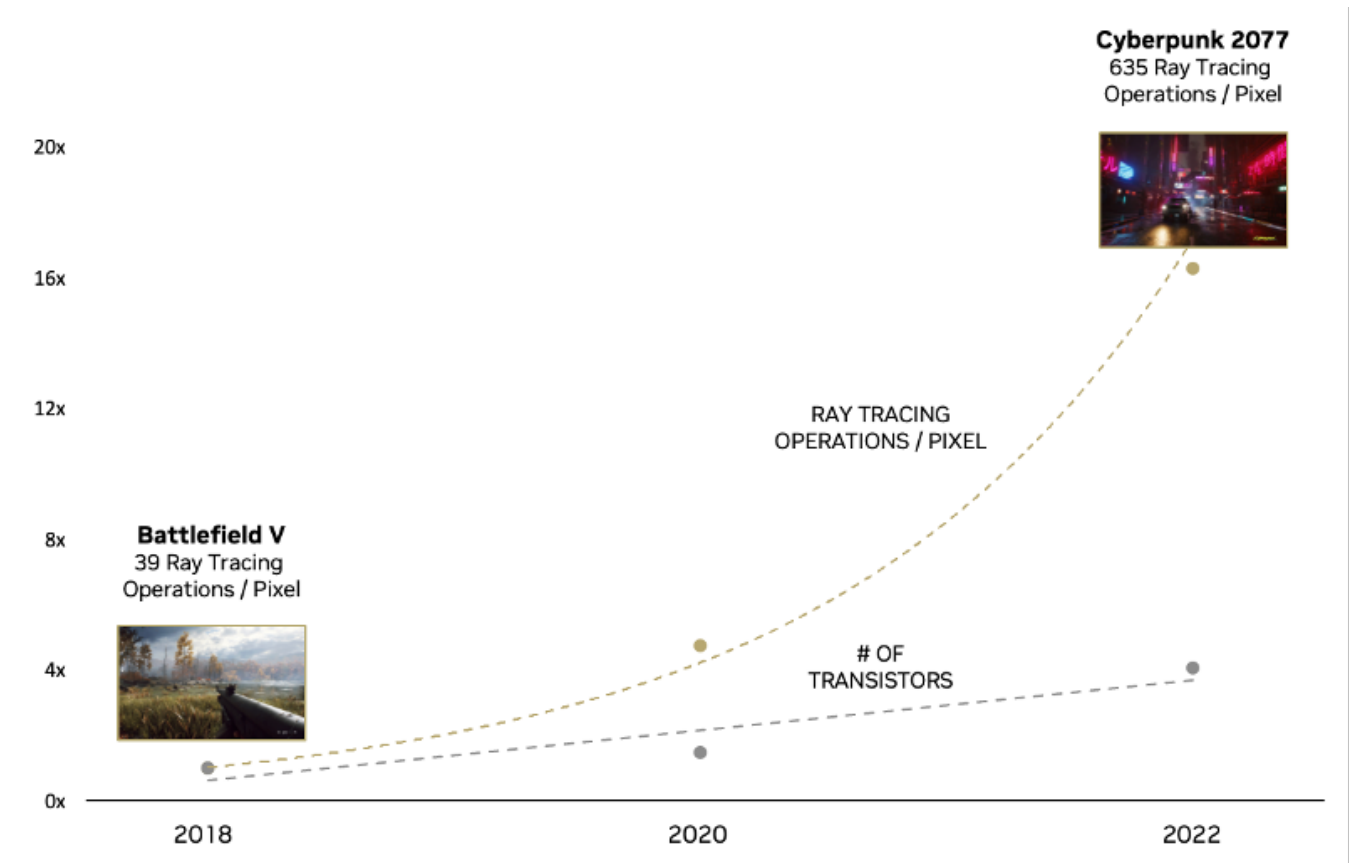 Cyberpunk 2077
635 Ray Tracing
Operations / Pixel
20x
16x
12x
RAY TRACING
OPERATIONS / PIXEL
Battlefield V
39 Ray Tracing
Operations / Pixel
8x
4x
# OF
TRANSISTORS
0x
2018
2020
2022